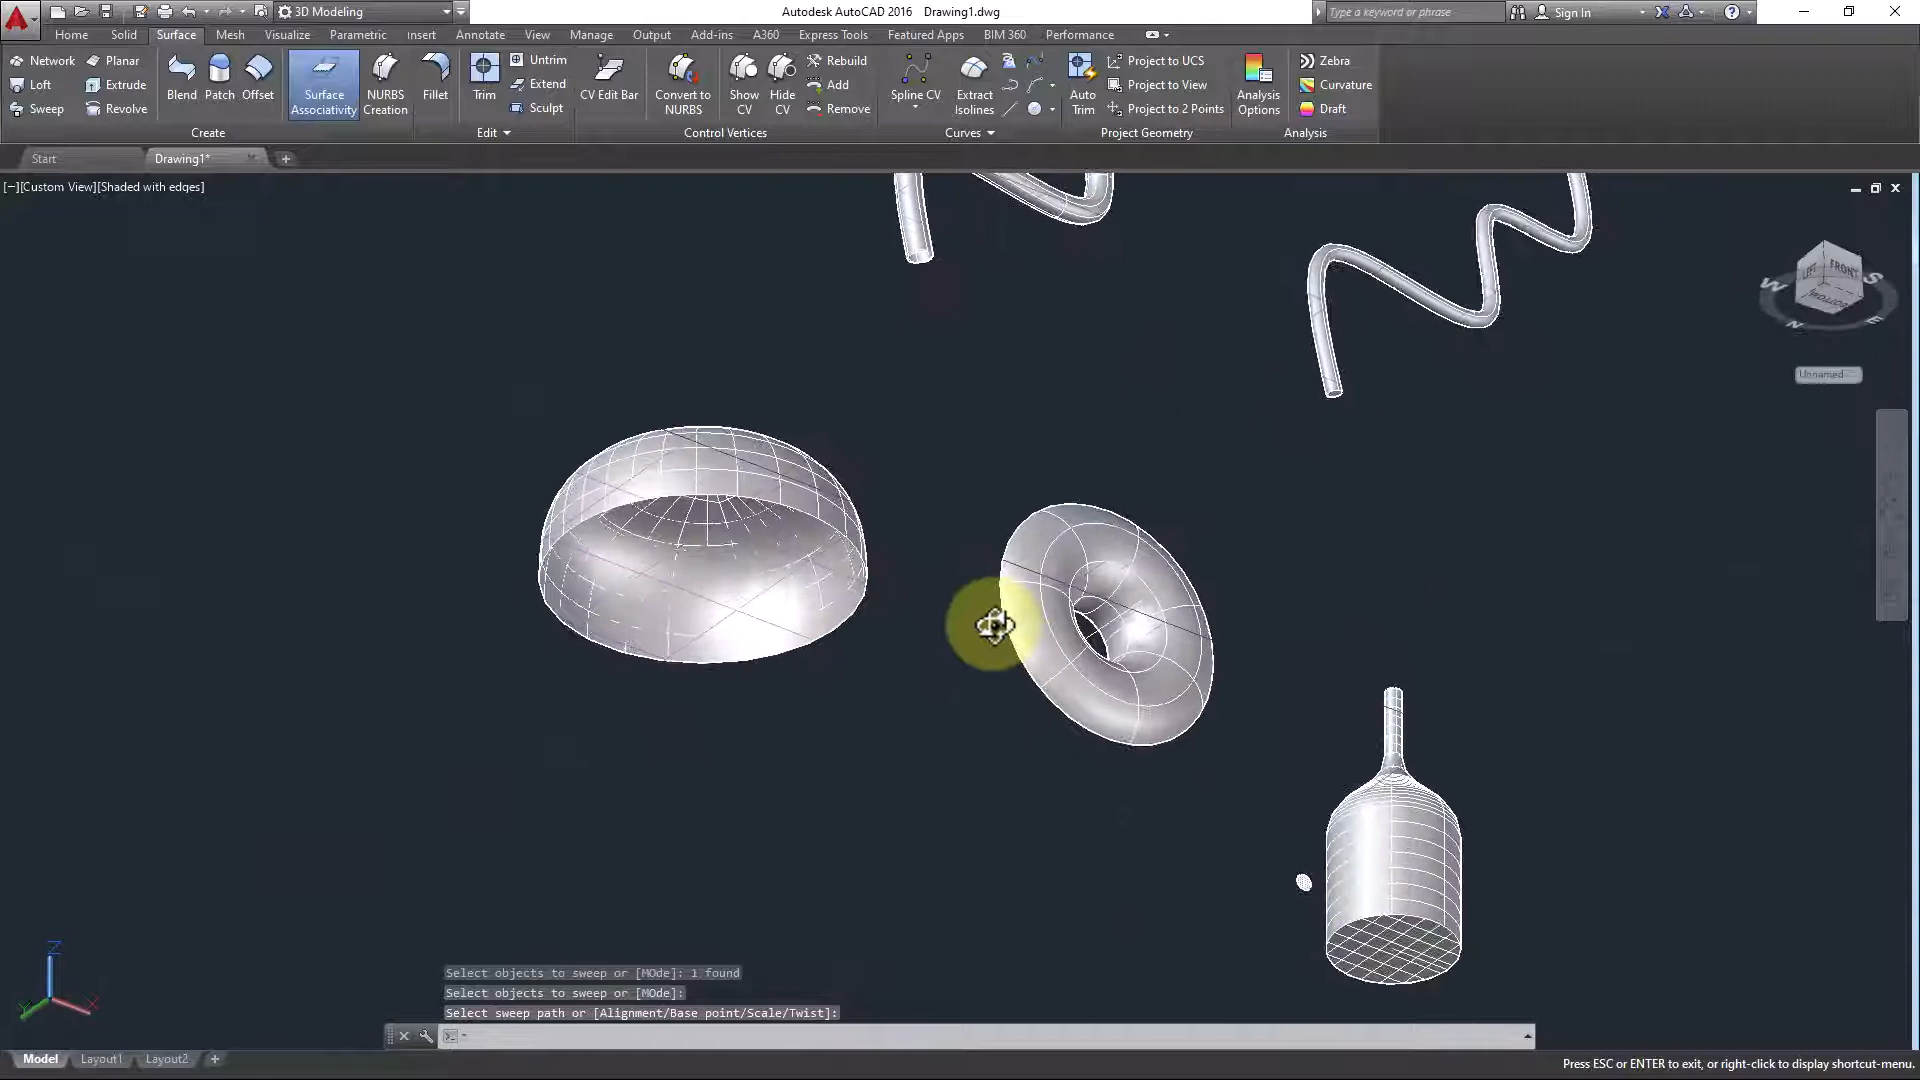 3D Modeling
Autodesk AutoCAD 2016 Drawing1.dwg
Type a keyword or phrase
Sign In
Home Solid Surface Mesh Visualize Parametric Insert Annotate View Manage Output Add-ins A360 Express Tools Featured Apps BIM 360 Performance
Network Planar
Loft Extrude
Sweep Revolve
Blend Patch Offset
Surface Associativity
NURBS Creation
Fillet
Trim
Untrim
Extend
Sculpt
CV Edit Bar
Convert to NURBS
Show CV
Hide CV
Rebuild
Add
Remove
Spline CV
Extract Isolines
Auto Trim
Project to UCS
Project to View
Project to 2 Points
Analysis Options
Zebra
Curvature
Draft
Create Edit Control Vertices Curves Project Geometry Analysis
Start Drawing1*
[−][Custom View][Shaded with edges]
LEFT FRONT
BOTTOM
W S
N E
Unnamed
Z
X
Y
Select objects to sweep or [MOde]: 1 found
Select objects to sweep or [MOde]:
Select sweep path or [Alignment/Base point/Scale/Twist]:
Model Layout1 Layout2
Press ESC or ENTER to exit, or right-click to display shortcut-menu.